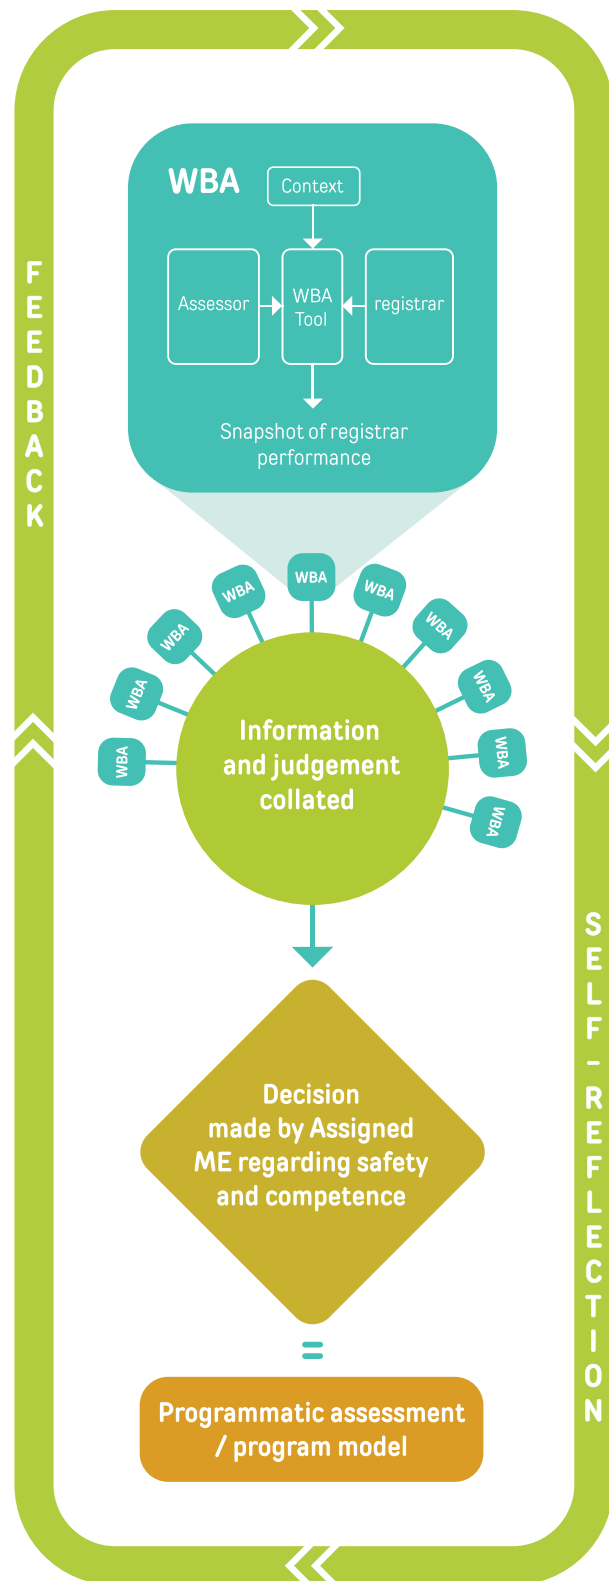 WBA
Context
Assessor
WBA
Tool
registrar
Snapshot of registrar
performance
FEEDBACK
WBA
WBA
WBA
WBA
WBA
WBA
WBA
WBA
WBA
WBA
Information
and judgement
collated
SELF-REFLECTION
Decision
made by Assigned
ME regarding safety
and competence
=
Programmatic assessment
/ program model